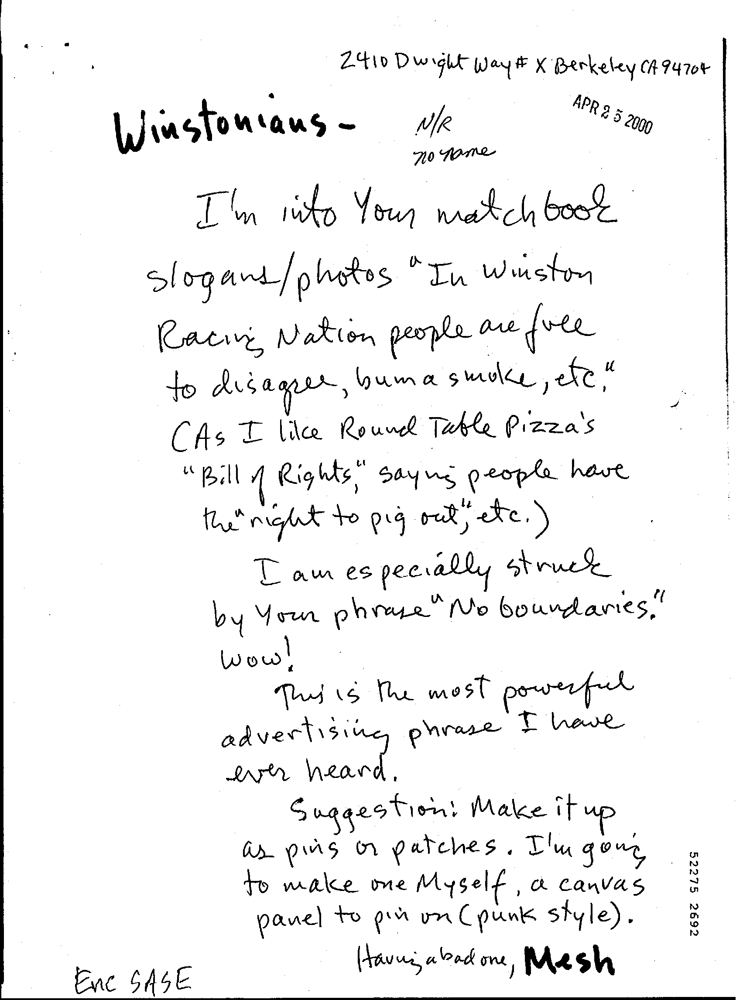 2410 Dwight Way # X Berkeley CA 94704
APR 25 2000
Winstonians -
N/R
no name
I'm into Your matchbook
slogans/photos "In Winston
Racing Nation people are free
to disagree, bum a smoke, etc."
(As I like Round Table Pizza's
"Bill of Rights," saying people have
the "right to pig out", etc.)
I am especially struck
by Your phrase "No boundaries."
Wow!
This is the most powerful
advertising phrase I have
ever heard.
Suggestion: Make it up
as pins or patches. I'm going
to make one Myself, a canvas
panel to pin on (punk style).
Having a bad one, Mesh
Enc SASE
52275 2692